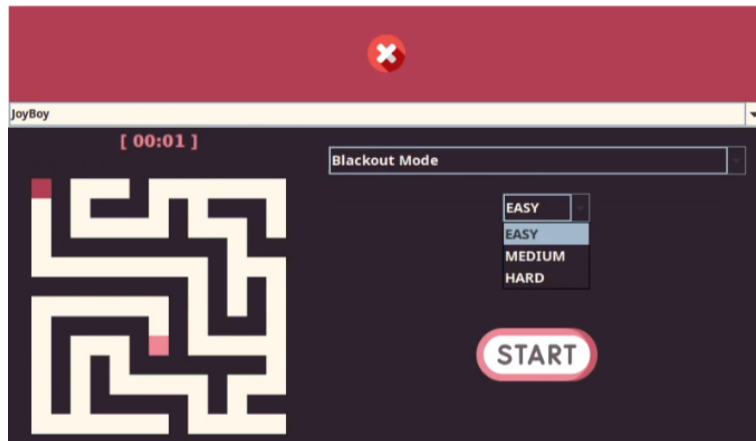 JoyBoy
[ 00:01 ]
Blackout Mode
EASY
EASY
MEDIUM
HARD
START